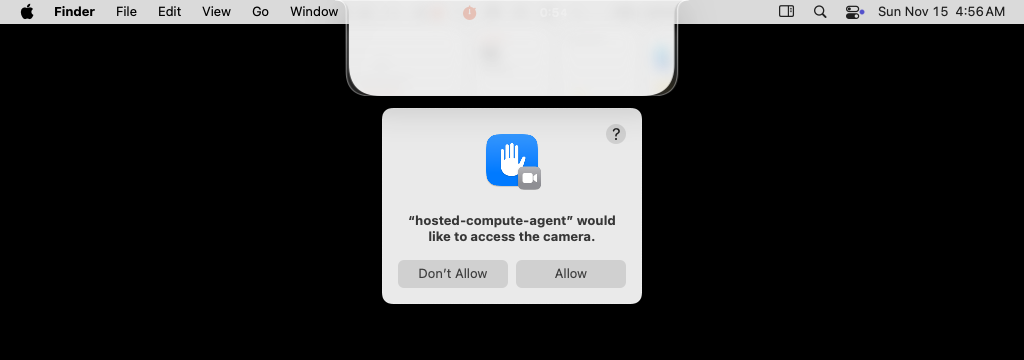 Finder File Edit View Go Window Sun Nov 15 4:56 AM
?
“hosted-compute-agent” would
like to access the camera.
Don’t Allow Allow